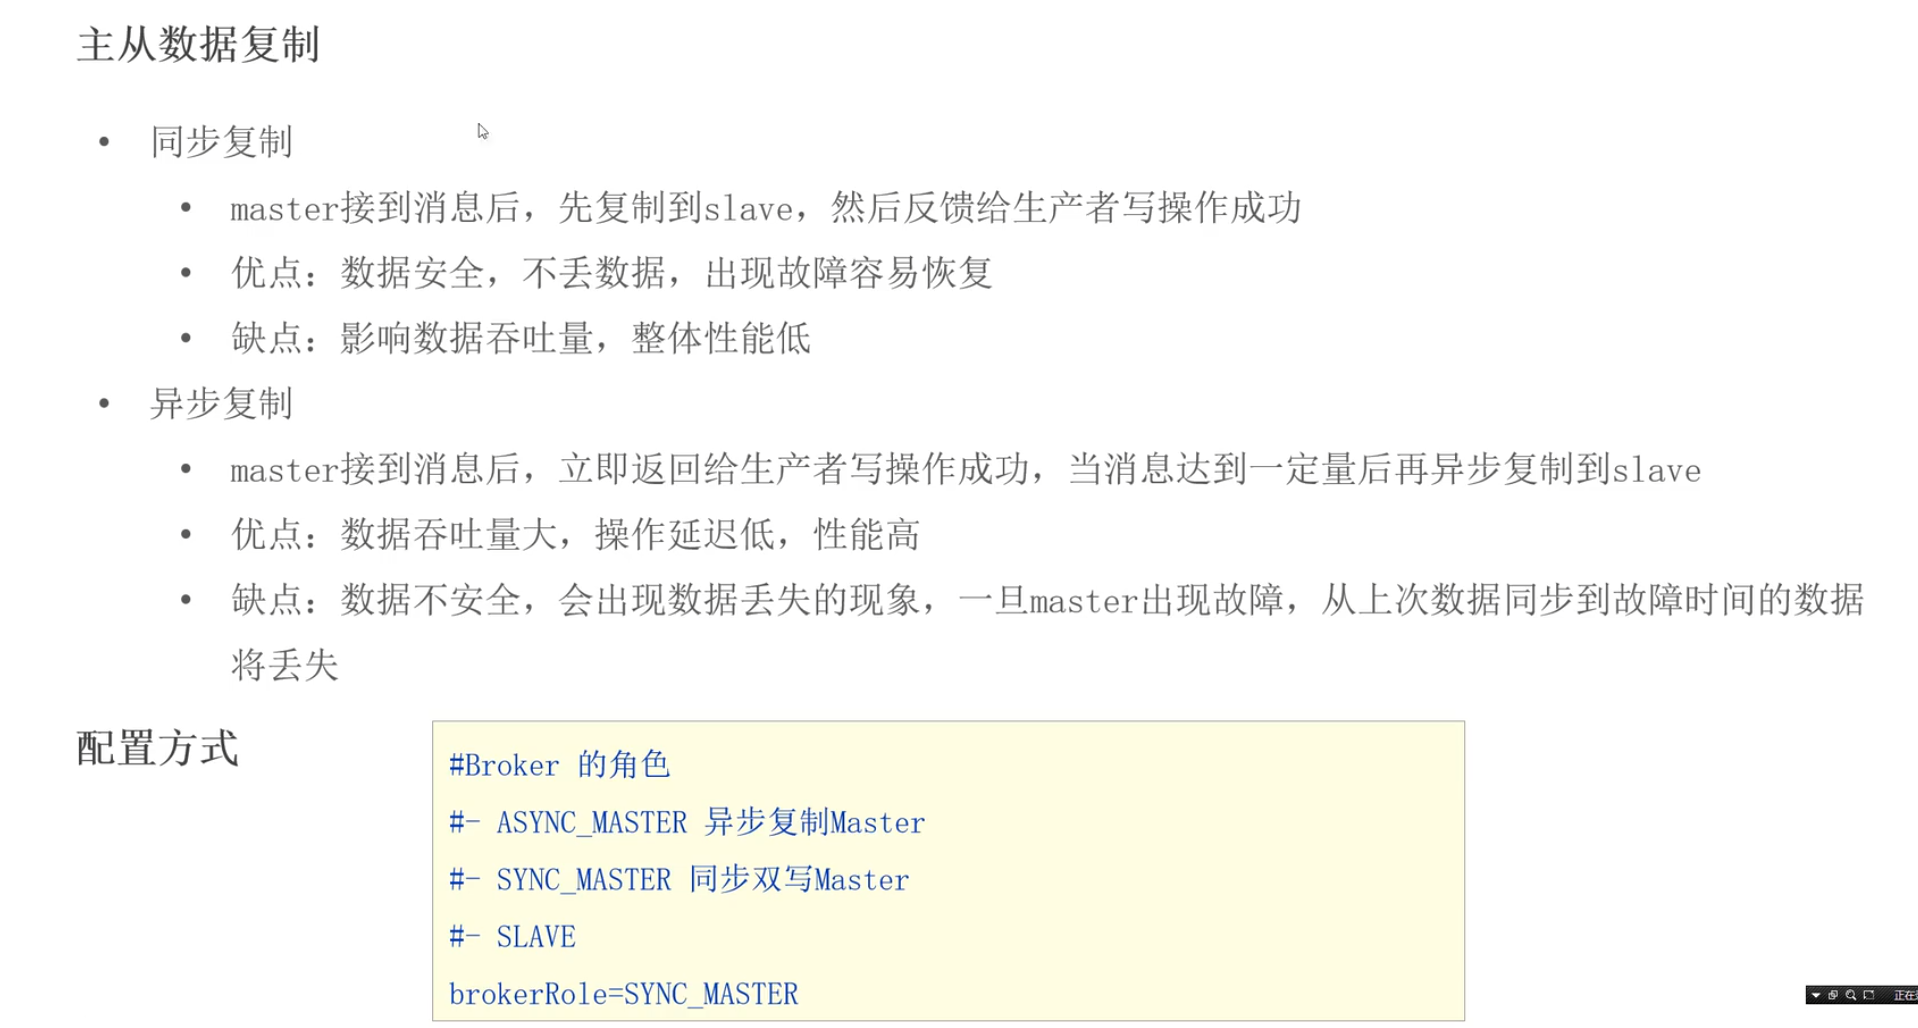 主从数据复制
• 同步复制
• master接到消息后，先复制到slave，然后反馈给生产者写操作成功
• 优点：数据安全，不丢数据，出现故障容易恢复
• 缺点：影响数据吞吐量，整体性能低
• 异步复制
• master接到消息后，立即返回给生产者写操作成功，当消息达到一定量后再异步复制到slave
• 优点：数据吞吐量大，操作延迟低，性能高
• 缺点：数据不安全，会出现数据丢失的现象，一旦master出现故障，从上次数据同步到故障时间的数据
将丢失
配置方式
#Broker 的角色
#- ASYNC_MASTER 异步复制Master
#- SYNC_MASTER 同步双写Master
#- SLAVE
brokerRole=SYNC_MASTER
正在